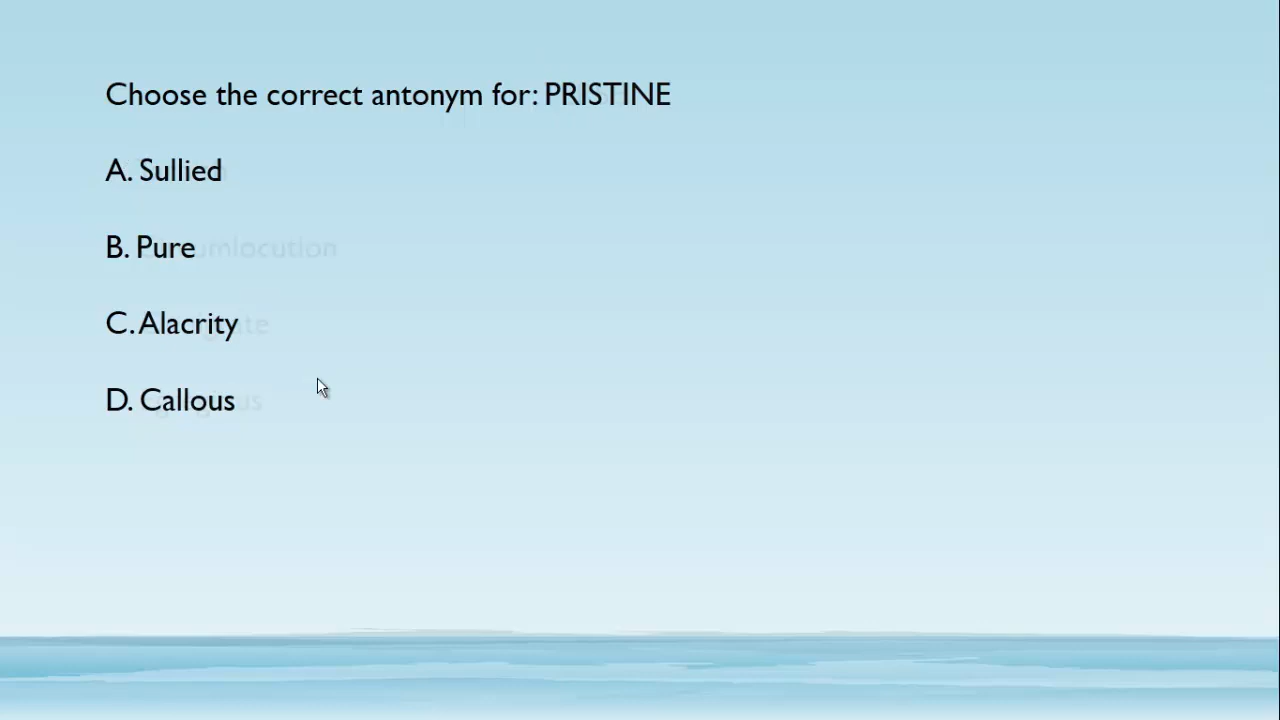 Choose the correct antonym for: PRISTINE
A. Sullied
B. Pure
C. Alacrity
D. Callous